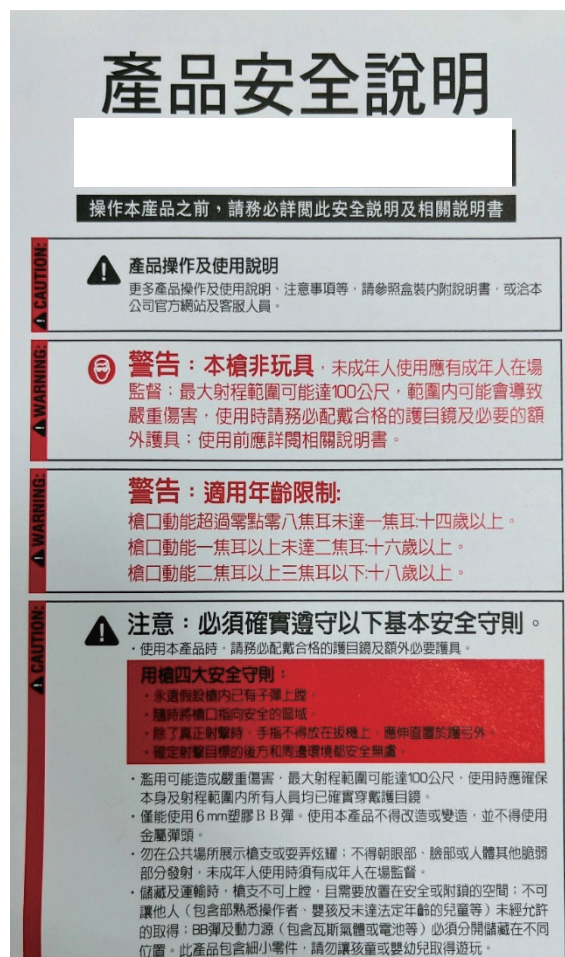 產品安全說明
操作本產品之前，請務必詳閱此安全說明及相關說明書
CAUTION:
產品操作及使用說明
更多產品操作及使用說明、注意事項等，請參照盒裝內附說明書，或洽本
公司官方網站及客服人員。
WARNING:
警告：本槍非玩具，未成年人使用應有成年人在場
監督；最大射程範圍可能達100公尺，範圍內可能會導致
嚴重傷害，使用時請務必配戴合格的護目鏡及必要的額
外護具；使用前應詳閱相關說明書。
WARNING:
警告：適用年齡限制:
槍口動能超過零點零八焦耳未達一焦耳:十四歲以上。
槍口動能一焦耳以上未達二焦耳:十六歲以上。
槍口動能二焦耳以上三焦耳以下:十八歲以上。
CAUTION:
注意：必須確實遵守以下基本安全守則。
·使用本產品時，請務必配戴合格的護目鏡及額外必要護具。
用槍四大安全守則：
·永遠假設槍內已有子彈上膛。
·隨時將槍口指向安全的區域。
·除了真正射擊時，手指不得放在扳機上，應伸直置於護弓外。
·確定射擊目標的後方和周邊環境都安全無虞。
·濫用可能造成嚴重傷害，最大射程範圍可能達100公尺，使用時應確保
本身及射程範圍內所有人員均已確實穿戴護目鏡。
·僅能使用6mm塑膠BB彈。使用本產品不得改造或變造，並不得使用
金屬彈頭。
·勿在公共場所展示槍支或耍弄炫耀；不得朝眼部、臉部或人體其他脆弱
部分發射，未成年人使用時須有成年人在場監督。
·儲藏及運輸時，槍支不可上膛，且需要放置在安全或附鎖的空間；不可
讓他人（包含部熟悉操作者、嬰孩及未達法定年齡的兒童等）未經允許
的取得；BB彈及動力源（包含瓦斯氣體或電池等）必須分開儲藏在不同
位置。此產品包含細小零件，請勿讓孩童或嬰幼兒取得遊玩。